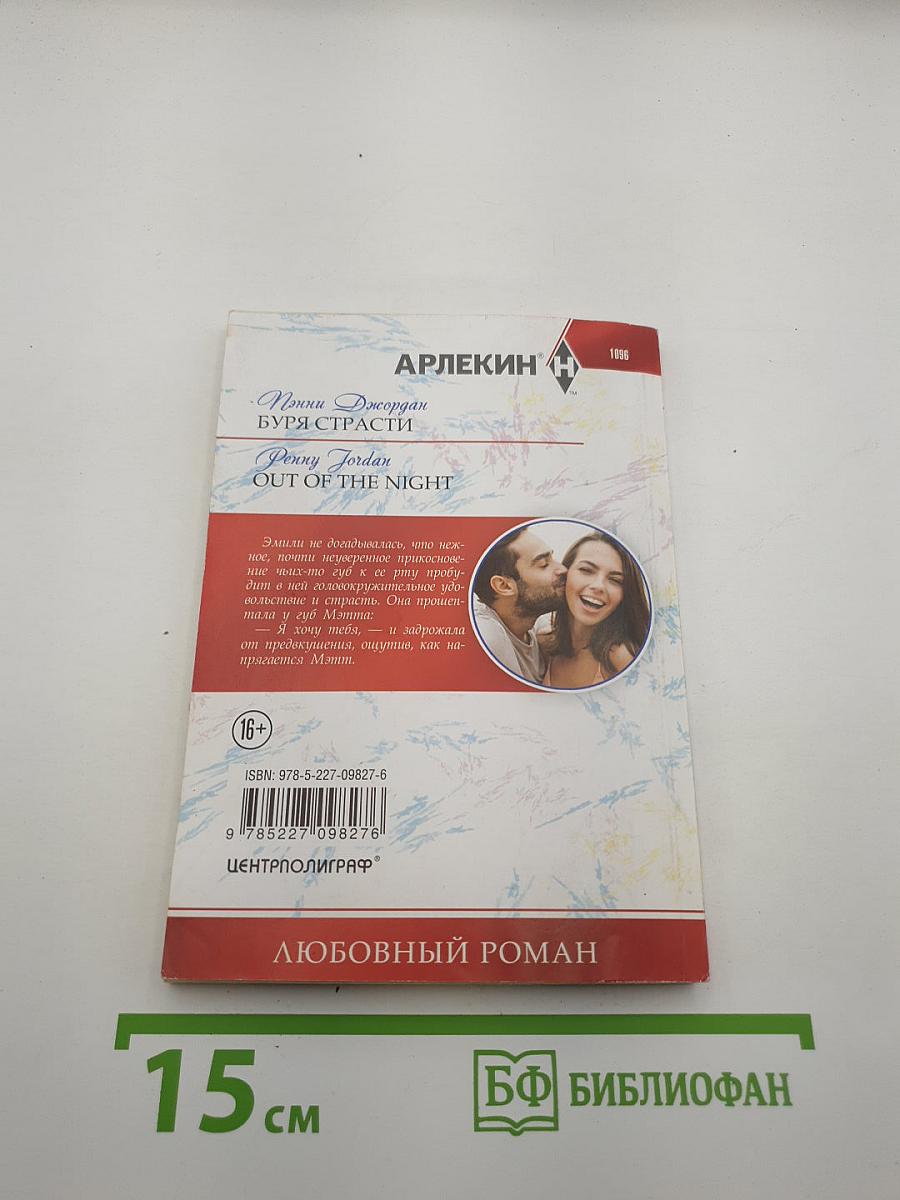 АРЛЕКИН® H ™
1096
Пэнни Джордан
БУРЯ СТРАСТИ
Penny Jordan
OUT OF THE NIGHT
Эмили не догадывалась, что неж-
ное, почти неуверенное прикоснове-
ние чьих-то губ к ее рту пробу-
дит в ней головокружительное удо-
вольствие и страсть. Она прошеп-
тала у губ Мэтта:
— Я хочу тебя, — и задрожала
от предвкушения, ощутив, как на-
прягается Мэтт.
16+
ISBN: 978-5-227-09827-6
9 785227 098276
ЦЕНТРПОЛИГРАФ®
ЛЮБОВНЫЙ РОМАН
15 см
БФ БИБЛИОФАН